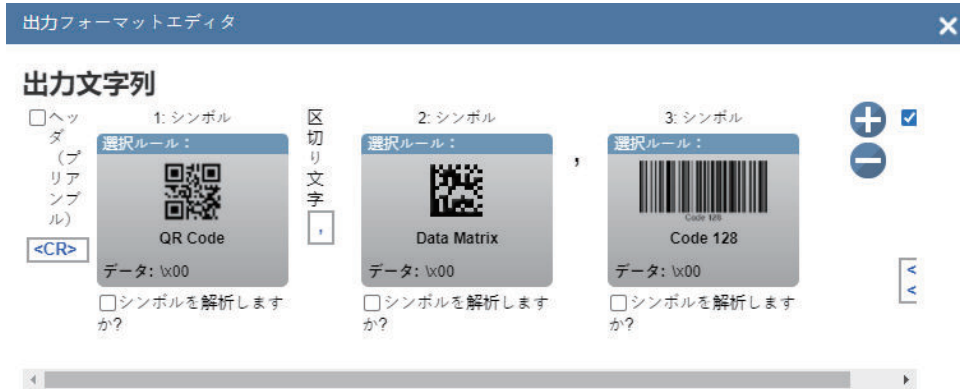 出力フォーマットエディタ
出力文字列
ヘッ
ダ
（プ
リア
ンブ
ル）
<CR>
1: シンボル
選択ルール：
QR Code
データ: \x00
シンボルを解析します
か?
区
切
り
文
字
,
2: シンボル
選択ルール：
Data Matrix
データ: \x00
シンボルを解析します
か?
,
3: シンボル
選択ルール：
Code 128
Code 128
データ: \x00
シンボルを解析します
か?
<
<